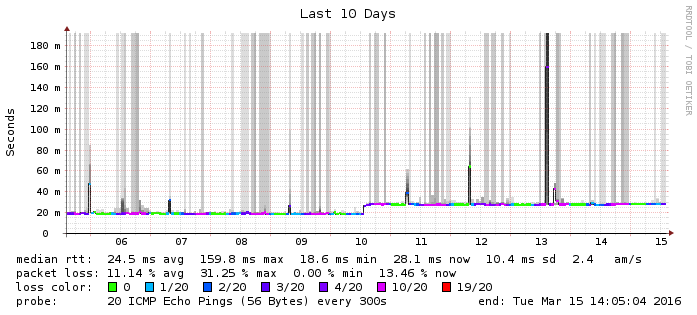 Last 10 Days
RRDTOOL / TOBI OETIKER
Seconds
180 m
160 m
140 m
120 m
100 m
80 m
60 m
40 m
20 m
0
06 07 08 09 10 11 12 13 14 15
median rtt: 24.5 ms avg 159.8 ms max 18.6 ms min 28.1 ms now 10.4 ms sd 2.4 am/s
packet loss: 11.14 % avg 31.25 % max 0.00 % min 13.46 % now
loss color: 0 1/20 2/20 3/20 4/20 10/20 19/20
probe: 20 ICMP Echo Pings (56 Bytes) every 300s end: Tue Mar 15 14:05:04 2016